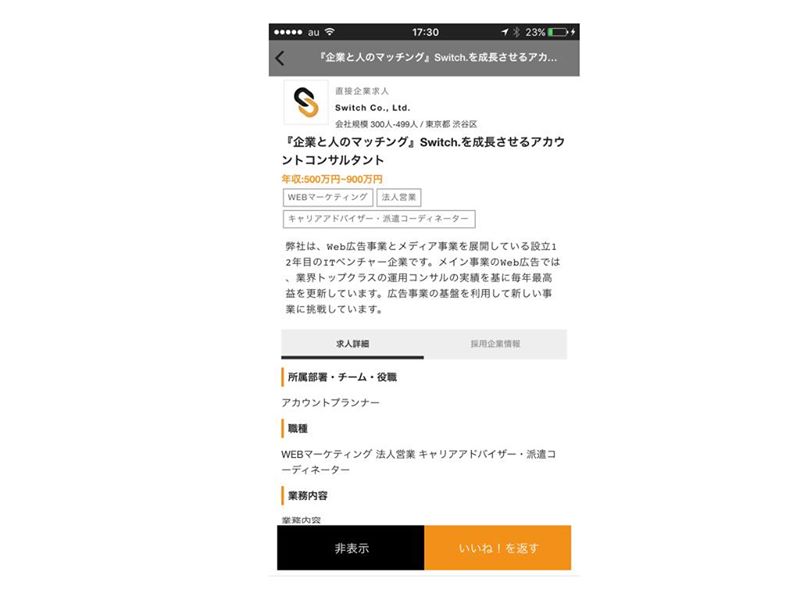 au 17:30 23%
『企業と人のマッチング』Switch.を成長させるアカ...
直接企業求人
Switch Co., Ltd.
会社規模 300人-499人 / 東京都 渋谷区
『企業と人のマッチング』Switch.を成長させるアカウ
ントコンサルタント
年収:500万円~900万円
WEBマーケティング 法人営業
キャリアアドバイザー・派遣コーディネーター
弊社は、Web広告事業とメディア事業を展開している設立1
2年目のITベンチャー企業です。メイン事業のWeb広告では
、業界トップクラスの運用コンサルの実績を基に毎年最高
益を更新しています。広告事業の基盤を利用して新しい事
業に挑戦しています。
求人詳細 採用企業情報
所属部署・チーム・役職
アカウントプランナー
職種
WEBマーケティング 法人営業 キャリアアドバイザー・派遣コ
ーディネーター
業務内容
業務内容
非表示 いいね！を返す